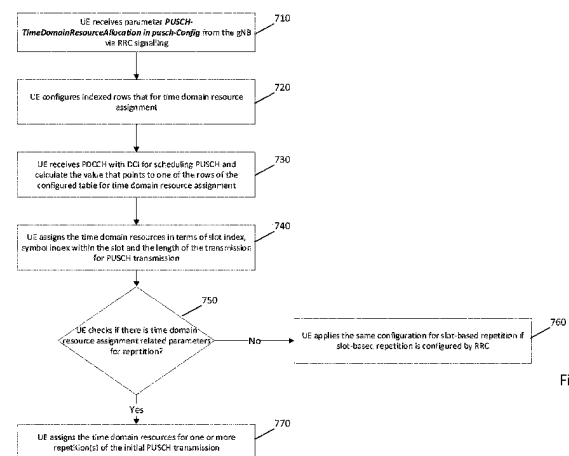 UE receives parameter PUSCH-
TimeDomainResourceAllocation in pusch-Config from the gNB
via RRC signalling
710
UE configures indexed rows that for time domain resource
assignment
720
UE receives PDCCH with DCI for scheduling PUSCH and
calculate the value that points to one of the rows of the
configured table for time domain resource assignment
730
UE assigns the time domain resources in terms of slot index,
symbol index within the slot and the length of the transmission
for PUSCH transmission
740
750
UE checks if there is time domain
resource assignment related parameters
for repetition?
No
UE applies the same configuration for slot-based repetition if
slot-based repetition is configured by RRC
760
Fi
Yes
UE assigns the time domain resources for one or more
repetition(s) of the initial PUSCH transmission
770